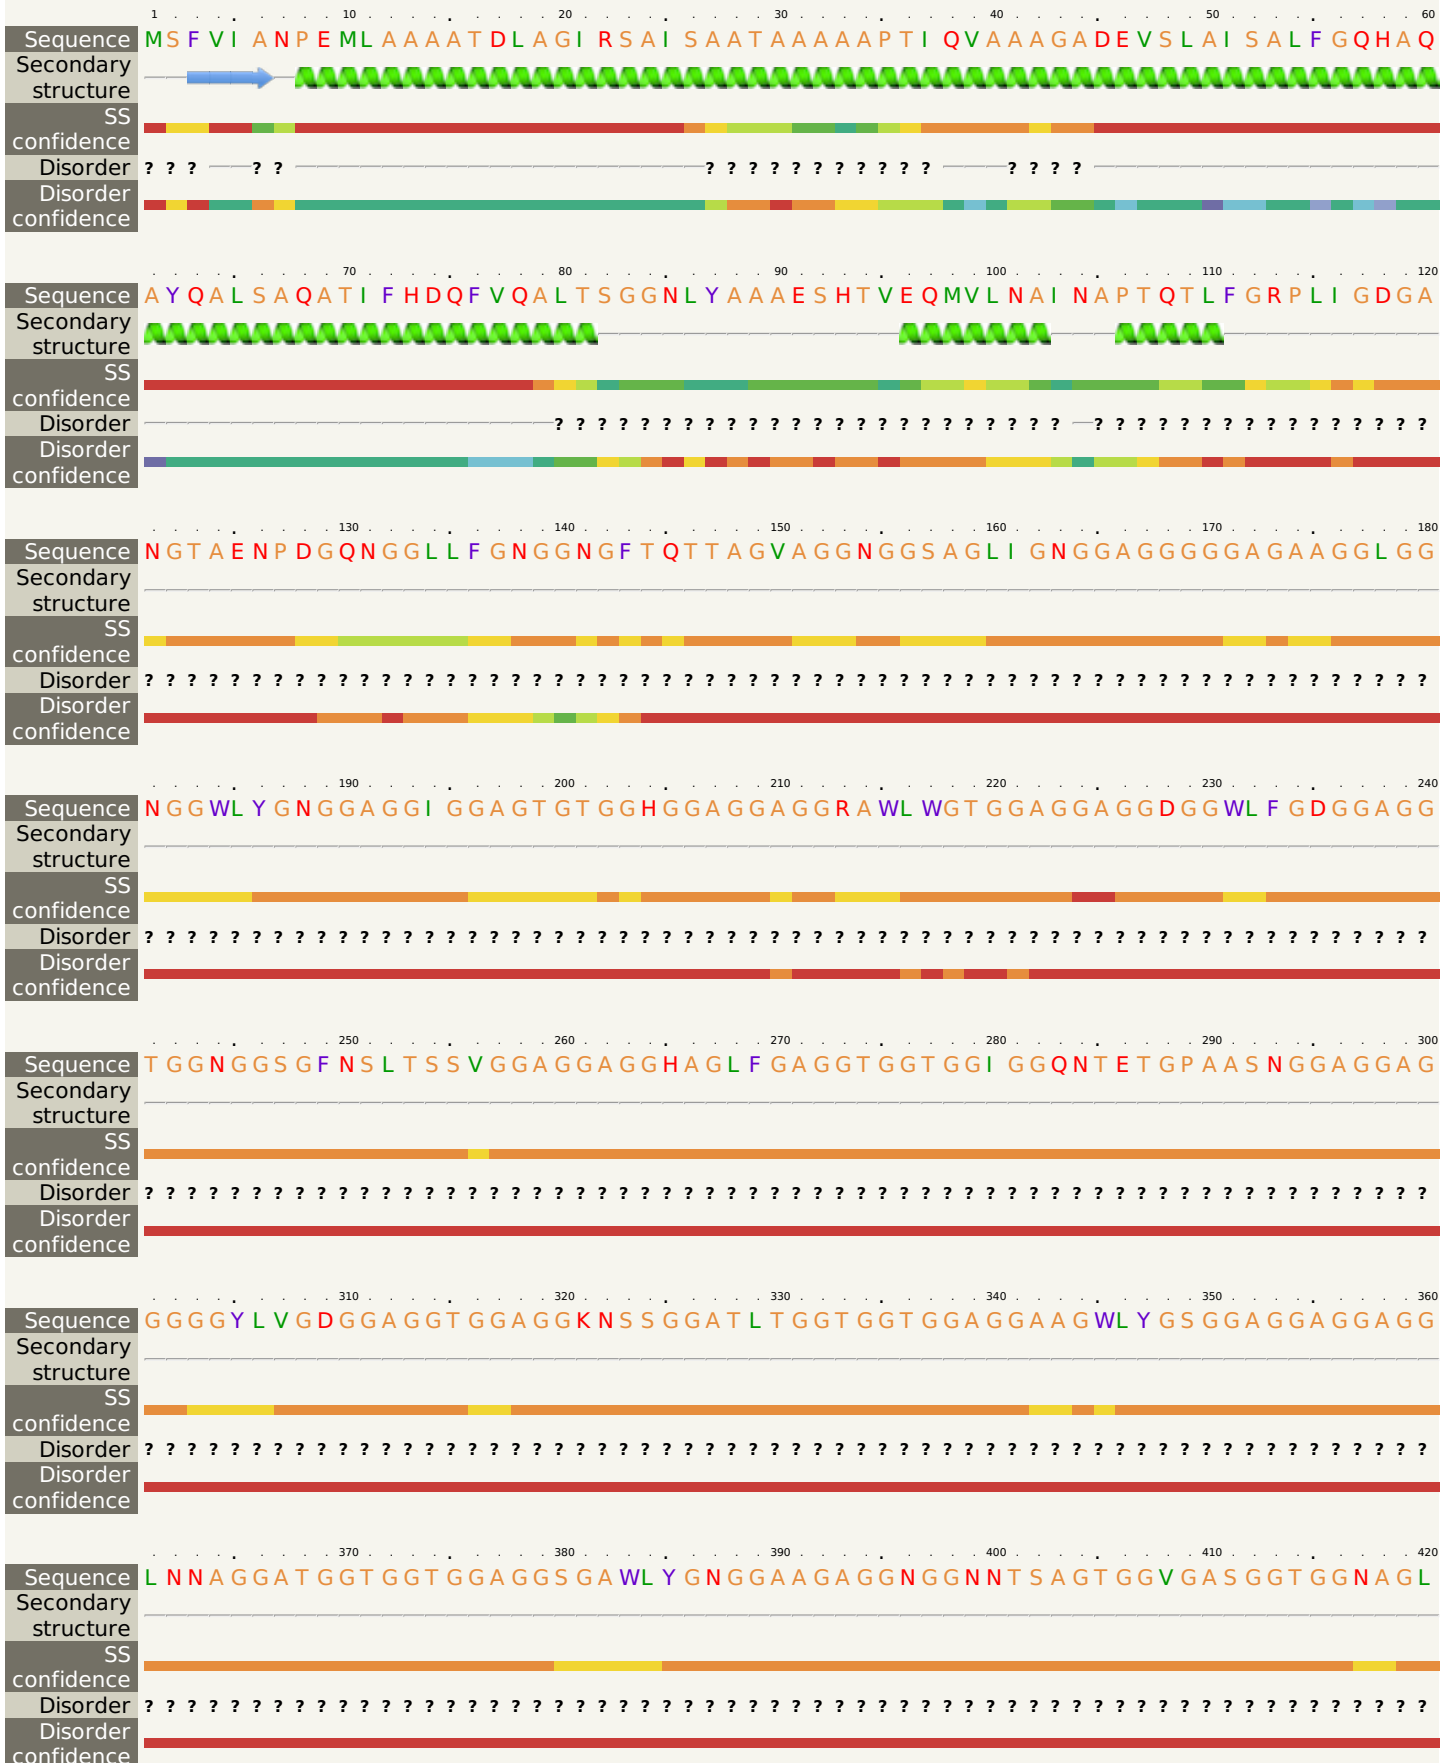 1 10 20 30 40 50 60
Sequence MSFVIANPEMLAAAATDLAGIRSAISAATAAAAAPTIQVAAAGADEVSLAISALFGQHAQ
Secondary
structure
SS
confidence
Disorder ? ? ? ? ? ? ? ? ? ? ? ? ? ? ? ? ? ? ? ?
Disorder
confidence
70 80 90 100 110 120
Sequence AYQALSAQATIFHDQFVQALTSGGNLYAAAESHTVEQMVLNAINAPTQTLFGRPLIGDGA
Secondary
structure
SS
confidence
Disorder ? ? ? ? ? ? ? ? ? ? ? ? ? ? ? ? ? ? ? ? ? ? ? ? ? ? ? ? ? ? ? ? ? ? ? ? ? ? ? ?
Disorder
confidence
130 140 150 160 170 180
Sequence NGTAENPDGQNGGLLFGNGGNGFTQTTAGVAGGNGGSAGLIGNGGAGGGGGAGAAGGLGG
Secondary
structure
SS
confidence
Disorder ? ? ? ? ? ? ? ? ? ? ? ? ? ? ? ? ? ? ? ? ? ? ? ? ? ? ? ? ? ? ? ? ? ? ? ? ? ? ? ? ? ? ? ? ? ? ? ? ? ? ? ? ? ? ? ? ? ? ? ?
Disorder
confidence
190 200 210 220 230 240
Sequence NGGWLYGNGGAGGIGGAGTGTGGHGGAGGAGGRAWLWGTGGAGGAGGDGGWLFGDGGAGG
Secondary
structure
SS
confidence
Disorder ? ? ? ? ? ? ? ? ? ? ? ? ? ? ? ? ? ? ? ? ? ? ? ? ? ? ? ? ? ? ? ? ? ? ? ? ? ? ? ? ? ? ? ? ? ? ? ? ? ? ? ? ? ? ? ? ? ? ? ?
Disorder
confidence
250 260 270 280 290 300
Sequence TGGNGGSGFNSLTSSVGGAGGAGGHAGLFGAGGTGGTGGIGGQNTETGPAASNGGAGGAG
Secondary
structure
SS
confidence
Disorder ? ? ? ? ? ? ? ? ? ? ? ? ? ? ? ? ? ? ? ? ? ? ? ? ? ? ? ? ? ? ? ? ? ? ? ? ? ? ? ? ? ? ? ? ? ? ? ? ? ? ? ? ? ? ? ? ? ? ? ?
Disorder
confidence
310 320 330 340 350 360
Sequence GGGGYLVGDGGAGGTGGAGGKNSSGGATLTGGTGGTGGAGGAAGWLYGSGGAGGAGGAGG
Secondary
structure
SS
confidence
Disorder ? ? ? ? ? ? ? ? ? ? ? ? ? ? ? ? ? ? ? ? ? ? ? ? ? ? ? ? ? ? ? ? ? ? ? ? ? ? ? ? ? ? ? ? ? ? ? ? ? ? ? ? ? ? ? ? ? ? ? ?
Disorder
confidence
370 380 390 400 410 420
Sequence LNNAGGATGGTGGTGGAGGSGAWLYGNGGAAGAGGNGGNNTSAGTGGVGASGGTGGNAGL
Secondary
structure
SS
confidence
Disorder ? ? ? ? ? ? ? ? ? ? ? ? ? ? ? ? ? ? ? ? ? ? ? ? ? ? ? ? ? ? ? ? ? ? ? ? ? ? ? ? ? ? ? ? ? ? ? ? ? ? ? ? ? ? ? ? ? ? ? ?
Disorder
confidence